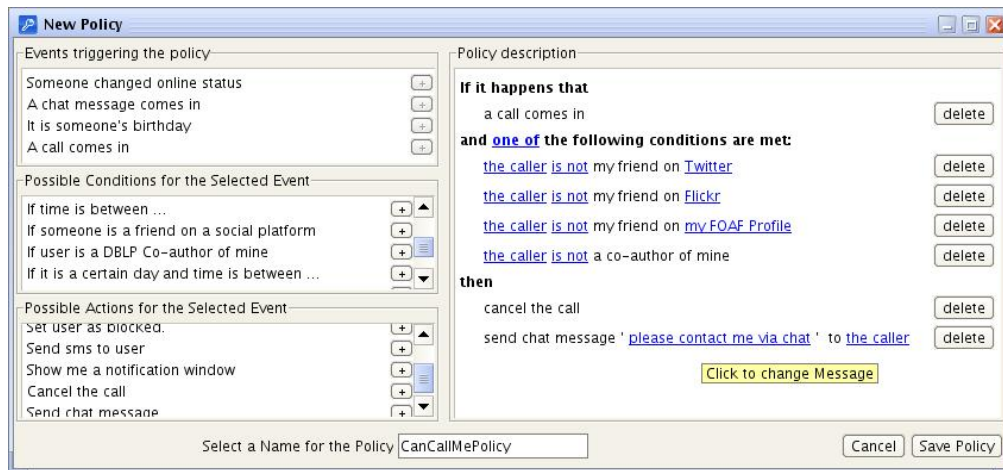 New Policy
Events triggering the policy
Someone changed online status +
A chat message comes in +
It is someone's birthday +
A call comes in +
Possible Conditions for the Selected Event
If time is between ... +
If someone is a friend on a social platform +
If user is a DBLP Co-author of mine +
If it is a certain day and time is between ... +
Possible Actions for the Selected Event
Set user as blocked. +
Send sms to user +
Show me a notification window +
Cancel the call +
Send chat message +
Policy description
If it happens that
a call comes in delete
and one of the following conditions are met:
the caller is not my friend on Twitter delete
the caller is not my friend on Flickr delete
the caller is not my friend on my FOAF Profile delete
the caller is not a co-author of mine delete
then
cancel the call delete
send chat message ' please contact me via chat ' to the caller delete
Click to change Message
Select a Name for the Policy CanCallMePolicy Cancel Save Policy